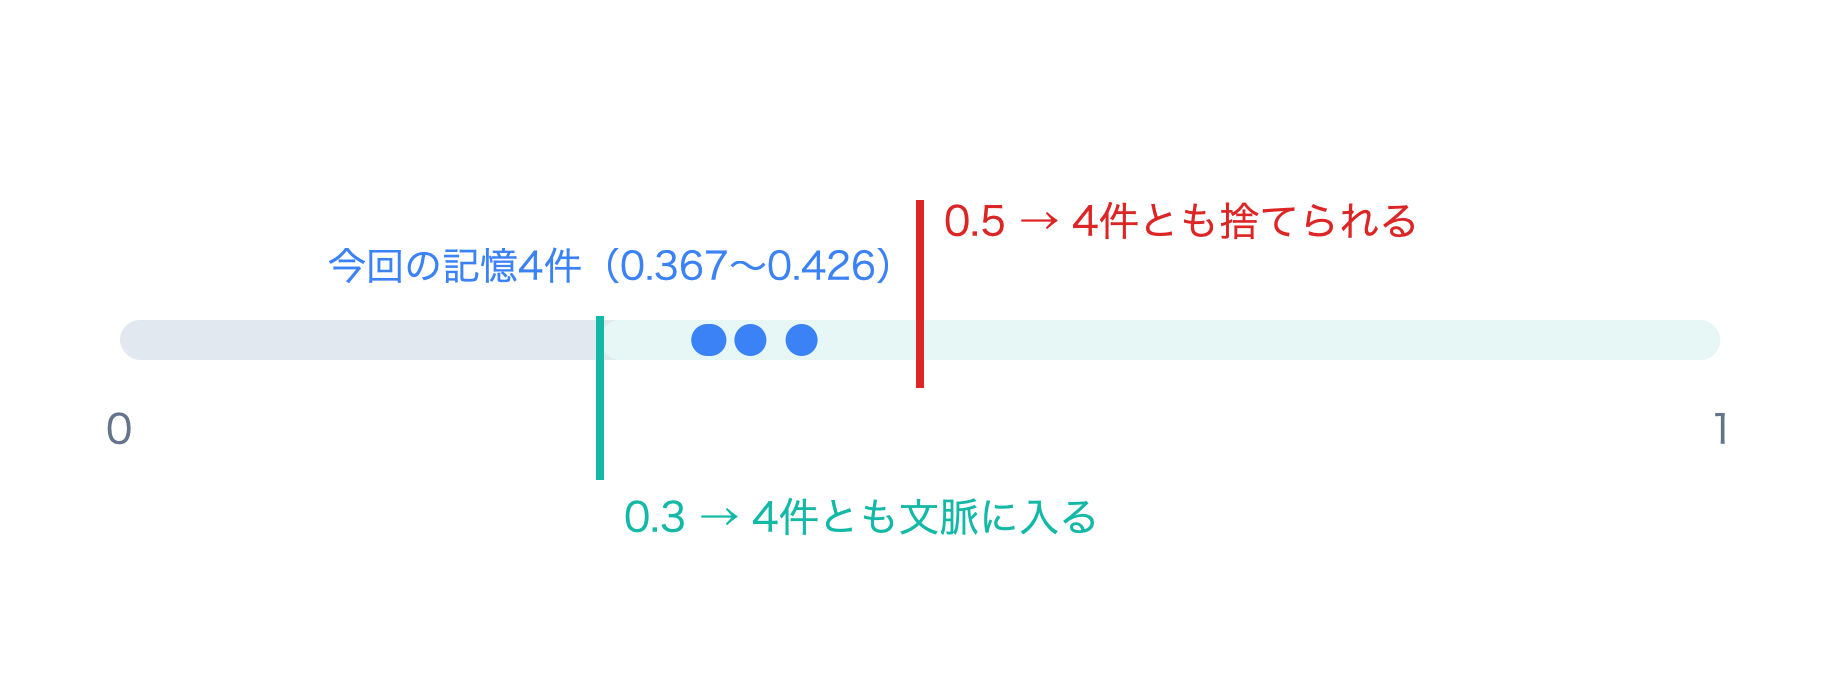 0.5 → 4件とも捨てられる
今回の記憶4件（0.367〜0.426）
0
1
0.3 → 4件とも文脈に入る